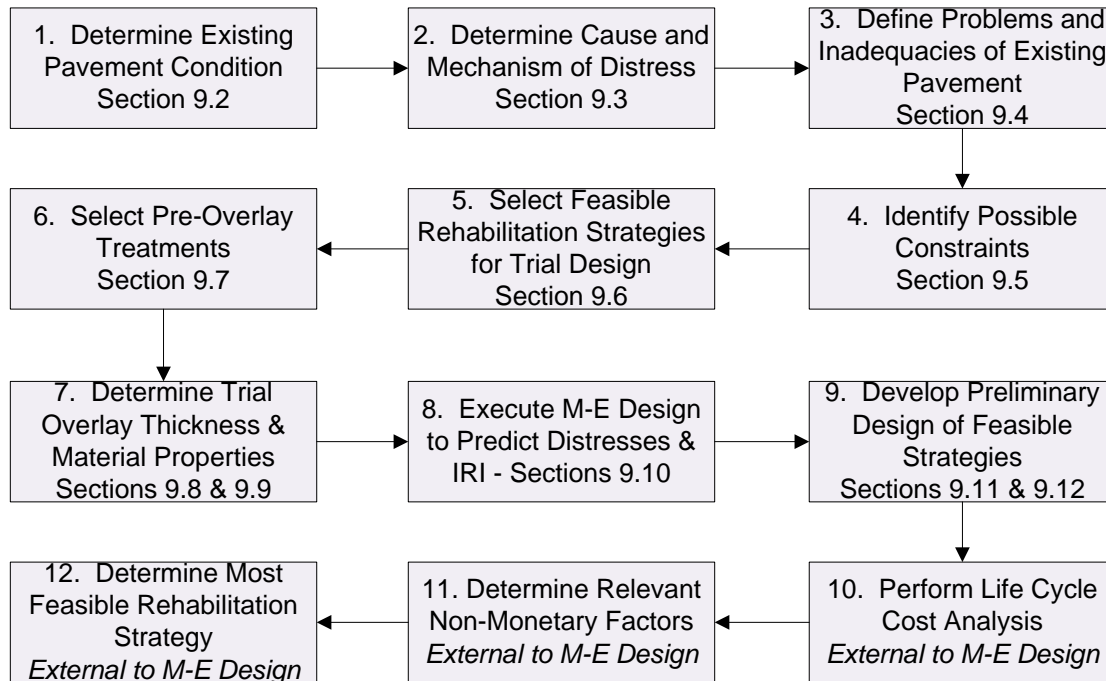 1. Determine Existing
Pavement Condition
Section 9.2
2. Determine Cause and
Mechanism of Distress
Section 9.3
3. Define Problems and
Inadequacies of Existing
Pavement
Section 9.4
4. Identify Possible
Constraints
Section 9.5
5. Select Feasible
Rehabilitation Strategies
for Trial Design
Section 9.6
6. Select Pre-Overlay
Treatments
Section 9.7
7. Determine Trial
Overlay Thickness &
Material Properties
Sections 9.8 & 9.9
8. Execute M-E Design
to Predict Distresses &
IRI - Sections 9.10
9. Develop Preliminary
Design of Feasible
Strategies
Sections 9.11 & 9.12
10. Perform Life Cycle
Cost Analysis
External to M-E Design
11. Determine Relevant
Non-Monetary Factors
External to M-E Design
12. Determine Most
Feasible Rehabilitation
Strategy
External to M-E Design